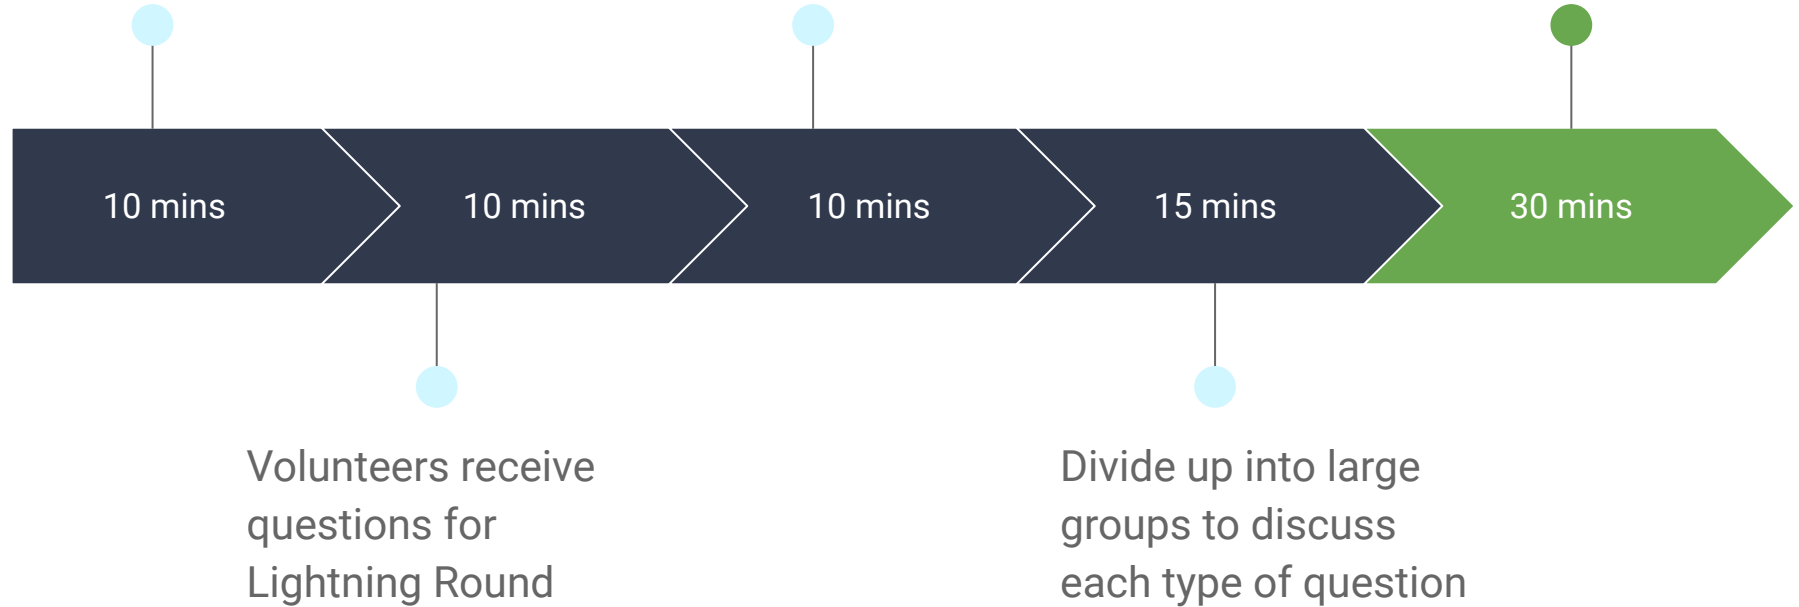 10 mins
10 mins
10 mins
15 mins
30 mins
Volunteers receive
questions for
Lightning Round
Divide up into large
groups to discuss
each type of question